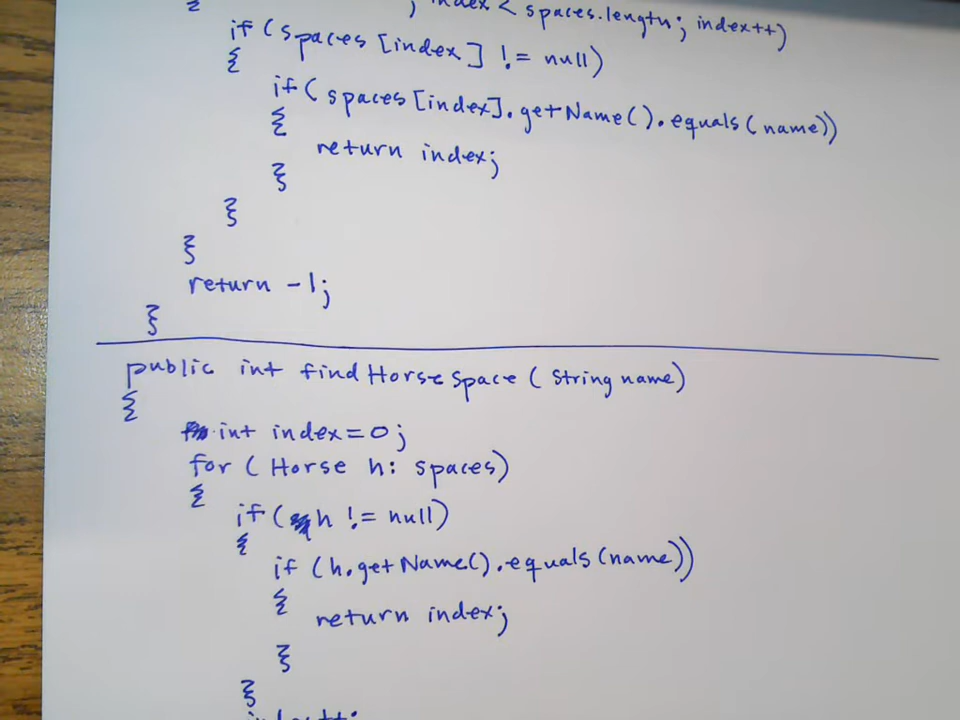 {
; index < spaces.length; index++)
if (spaces [index] != null)
{
if (spaces [index].getName().equals(name))
{
return index;
}
}
}
return -1;
}
public int findHorseSpace (String name)
{
int index = 0;
for (Horse h: spaces)
{
if (h != null)
{
if (h.getName().equals(name))
{
return index;
}
}
index++;